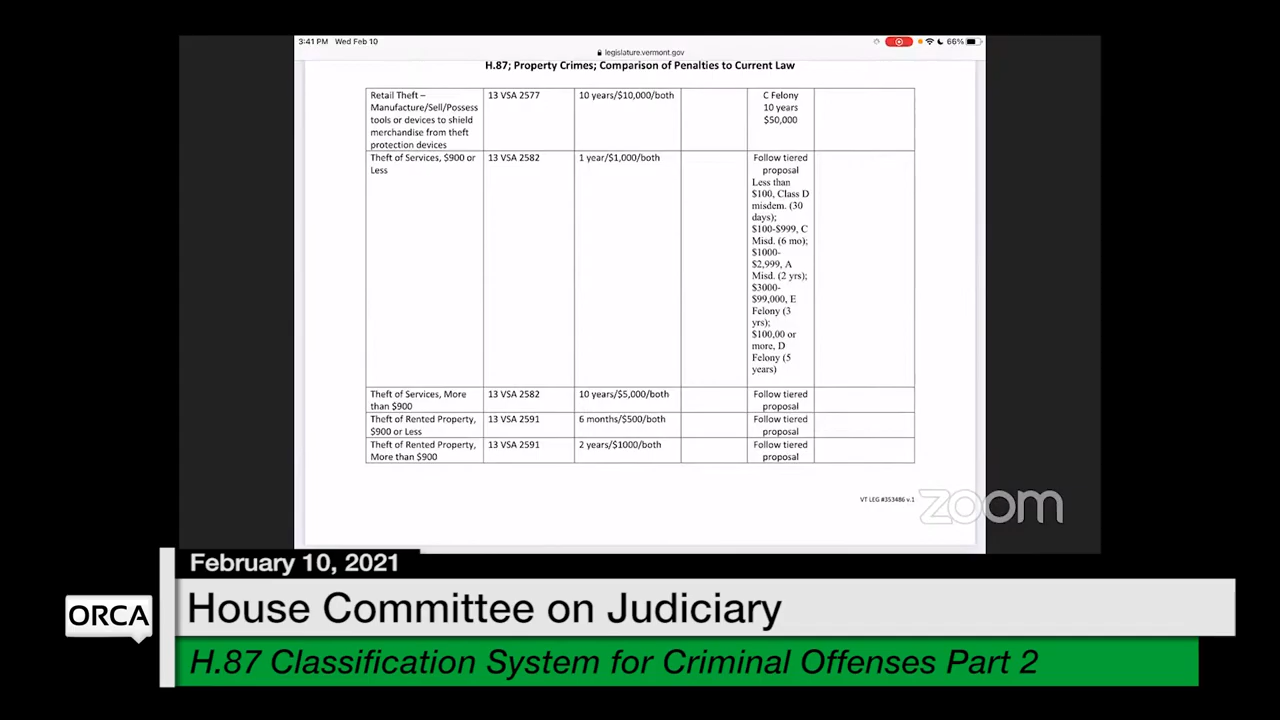 3:41 PM Wed Feb 10
66%
legislature.vermont.gov
H.87; Property Crimes; Comparison of Penalties to Current Law
Retail Theft –
Manufacture/Sell/Possess
tools or devices to shield
merchandise from theft
protection devices
13 VSA 2577
10 years/$10,000/both
C Felony
10 years
$50,000
Theft of Services, $900 or
Less
13 VSA 2582
1 year/$1,000/both
Follow tiered
proposal
Less than
$100, Class D
misdem. (30
days);
$100-$999, C
Misd. (6 mo);
$1000-
$2,999, A
Misd. (2 yrs);
$3000-
$99,000, E
Felony (3
yrs);
$100,00 or
more, D
Felony (5
years)
Theft of Services, More
than $900
13 VSA 2582
10 years/$5,000/both
Follow tiered
proposal
Theft of Rented Property,
$900 or Less
13 VSA 2591
6 months/$500/both
Follow tiered
proposal
Theft of Rented Property,
More than $900
13 VSA 2591
2 years/$1000/both
Follow tiered
proposal
VT LEG #353486 v.1
zoom
February 10, 2021
ORCA
House Committee on Judiciary
H.87 Classification System for Criminal Offenses Part 2